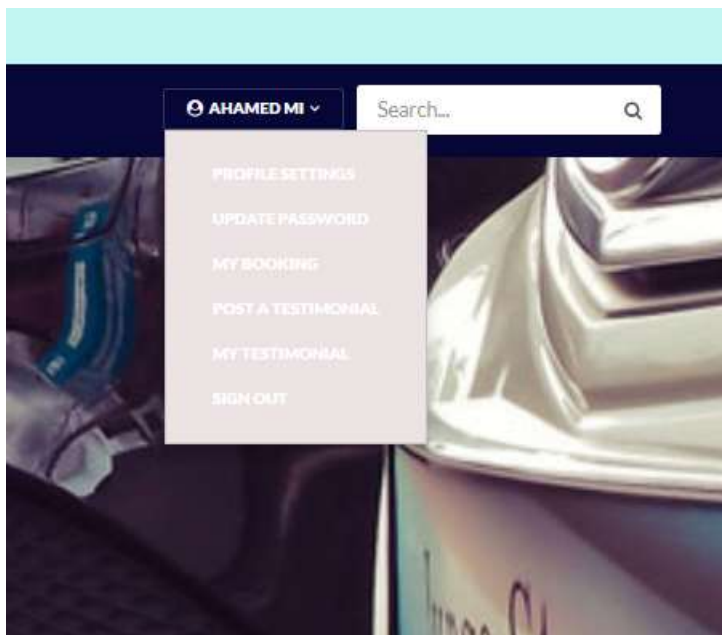 AHAMED MI
Search...
PROFILE SETTINGS
UPDATE PASSWORD
MY BOOKING
POST A TESTIMONIAL
MY TESTIMONIAL
SIGN OUT